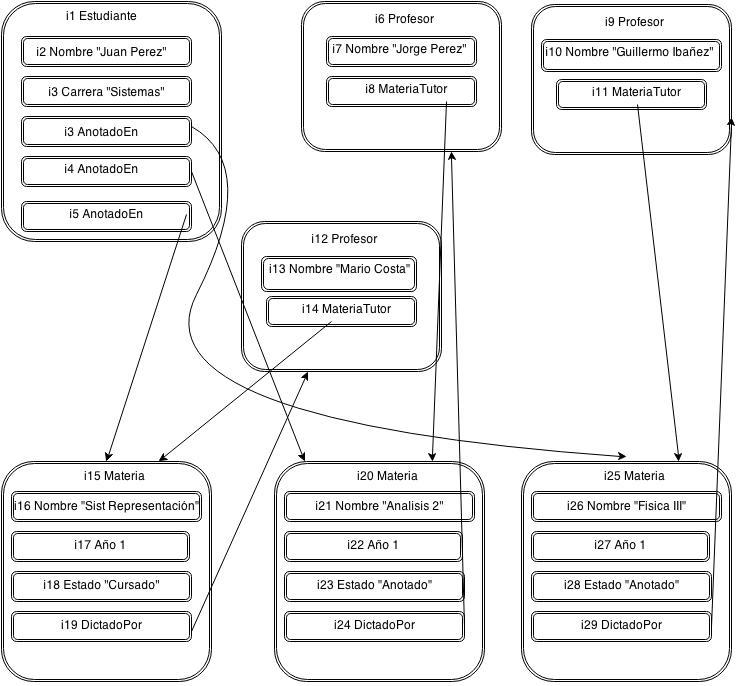 i1 Estudiante
i2 Nombre "Juan Perez"
i3 Carrera "Sistemas"
i3 AnotadoEn
i4 AnotadoEn
i5 AnotadoEn
i6 Profesor
i7 Nombre "Jorge Perez"
i8 MateriaTutor
i9 Profesor
i10 Nombre "Guillermo Ibañez"
i11 MateriaTutor
i12 Profesor
i13 Nombre "Mario Costa"
i14 MateriaTutor
i15 Materia
i16 Nombre "Sist Representación"
i17 Año 1
i18 Estado "Cursado"
i19 DictadoPor
i20 Materia
i21 Nombre "Analisis 2"
i22 Año 1
i23 Estado "Anotado"
i24 DictadoPor
i25 Materia
i26 Nombre "Fisica III"
i27 Año 1
i28 Estado "Anotado"
i29 DictadoPor